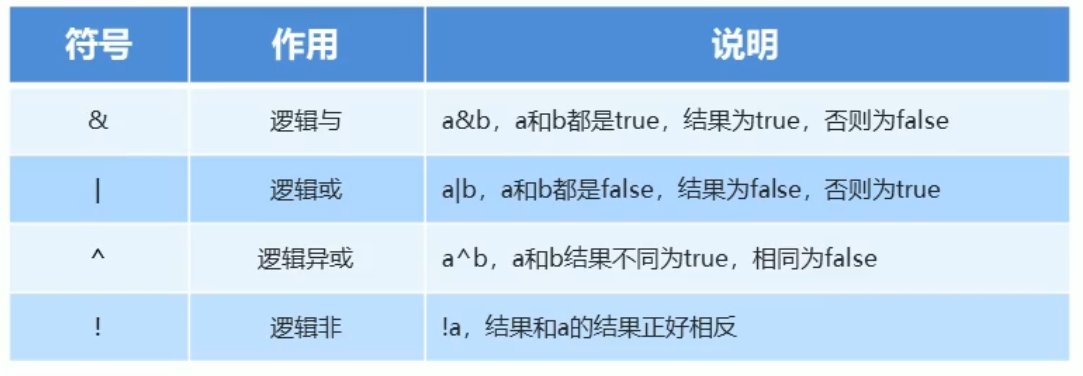 符号 作用 说明
& 逻辑与 a&b，a和b都是true，结果为true，否则为false
| 逻辑或 a|b，a和b都是false，结果为false，否则为true
^ 逻辑异或 a^b，a和b结果不同为true，相同为false
! 逻辑非 !a，结果和a的结果正好相反